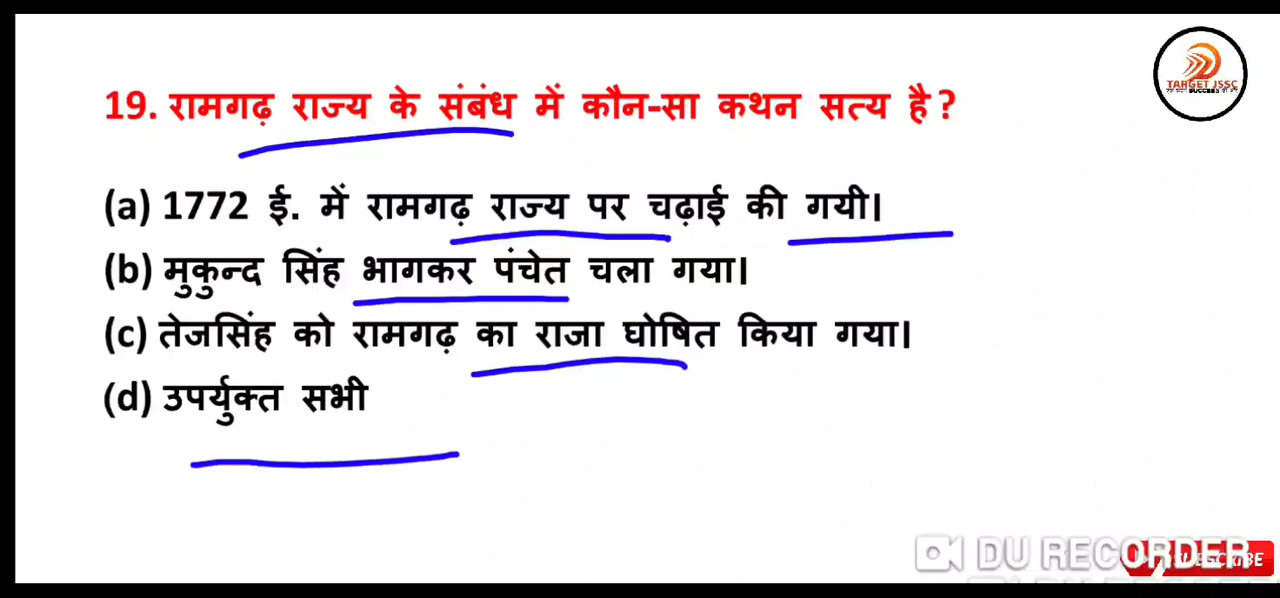 TARGET JSSC
19. रामगढ़ राज्य के संबंध में कौन-सा कथन सत्य है?
(a) 1772 ई. में रामगढ़ राज्य पर चढ़ाई की गयी।
(b) मुकुन्द सिंह भागकर पंचेत चला गया।
(c) तेजसिंह को रामगढ़ का राजा घोषित किया गया।
(d) उपर्युक्त सभी
DU RECORDER